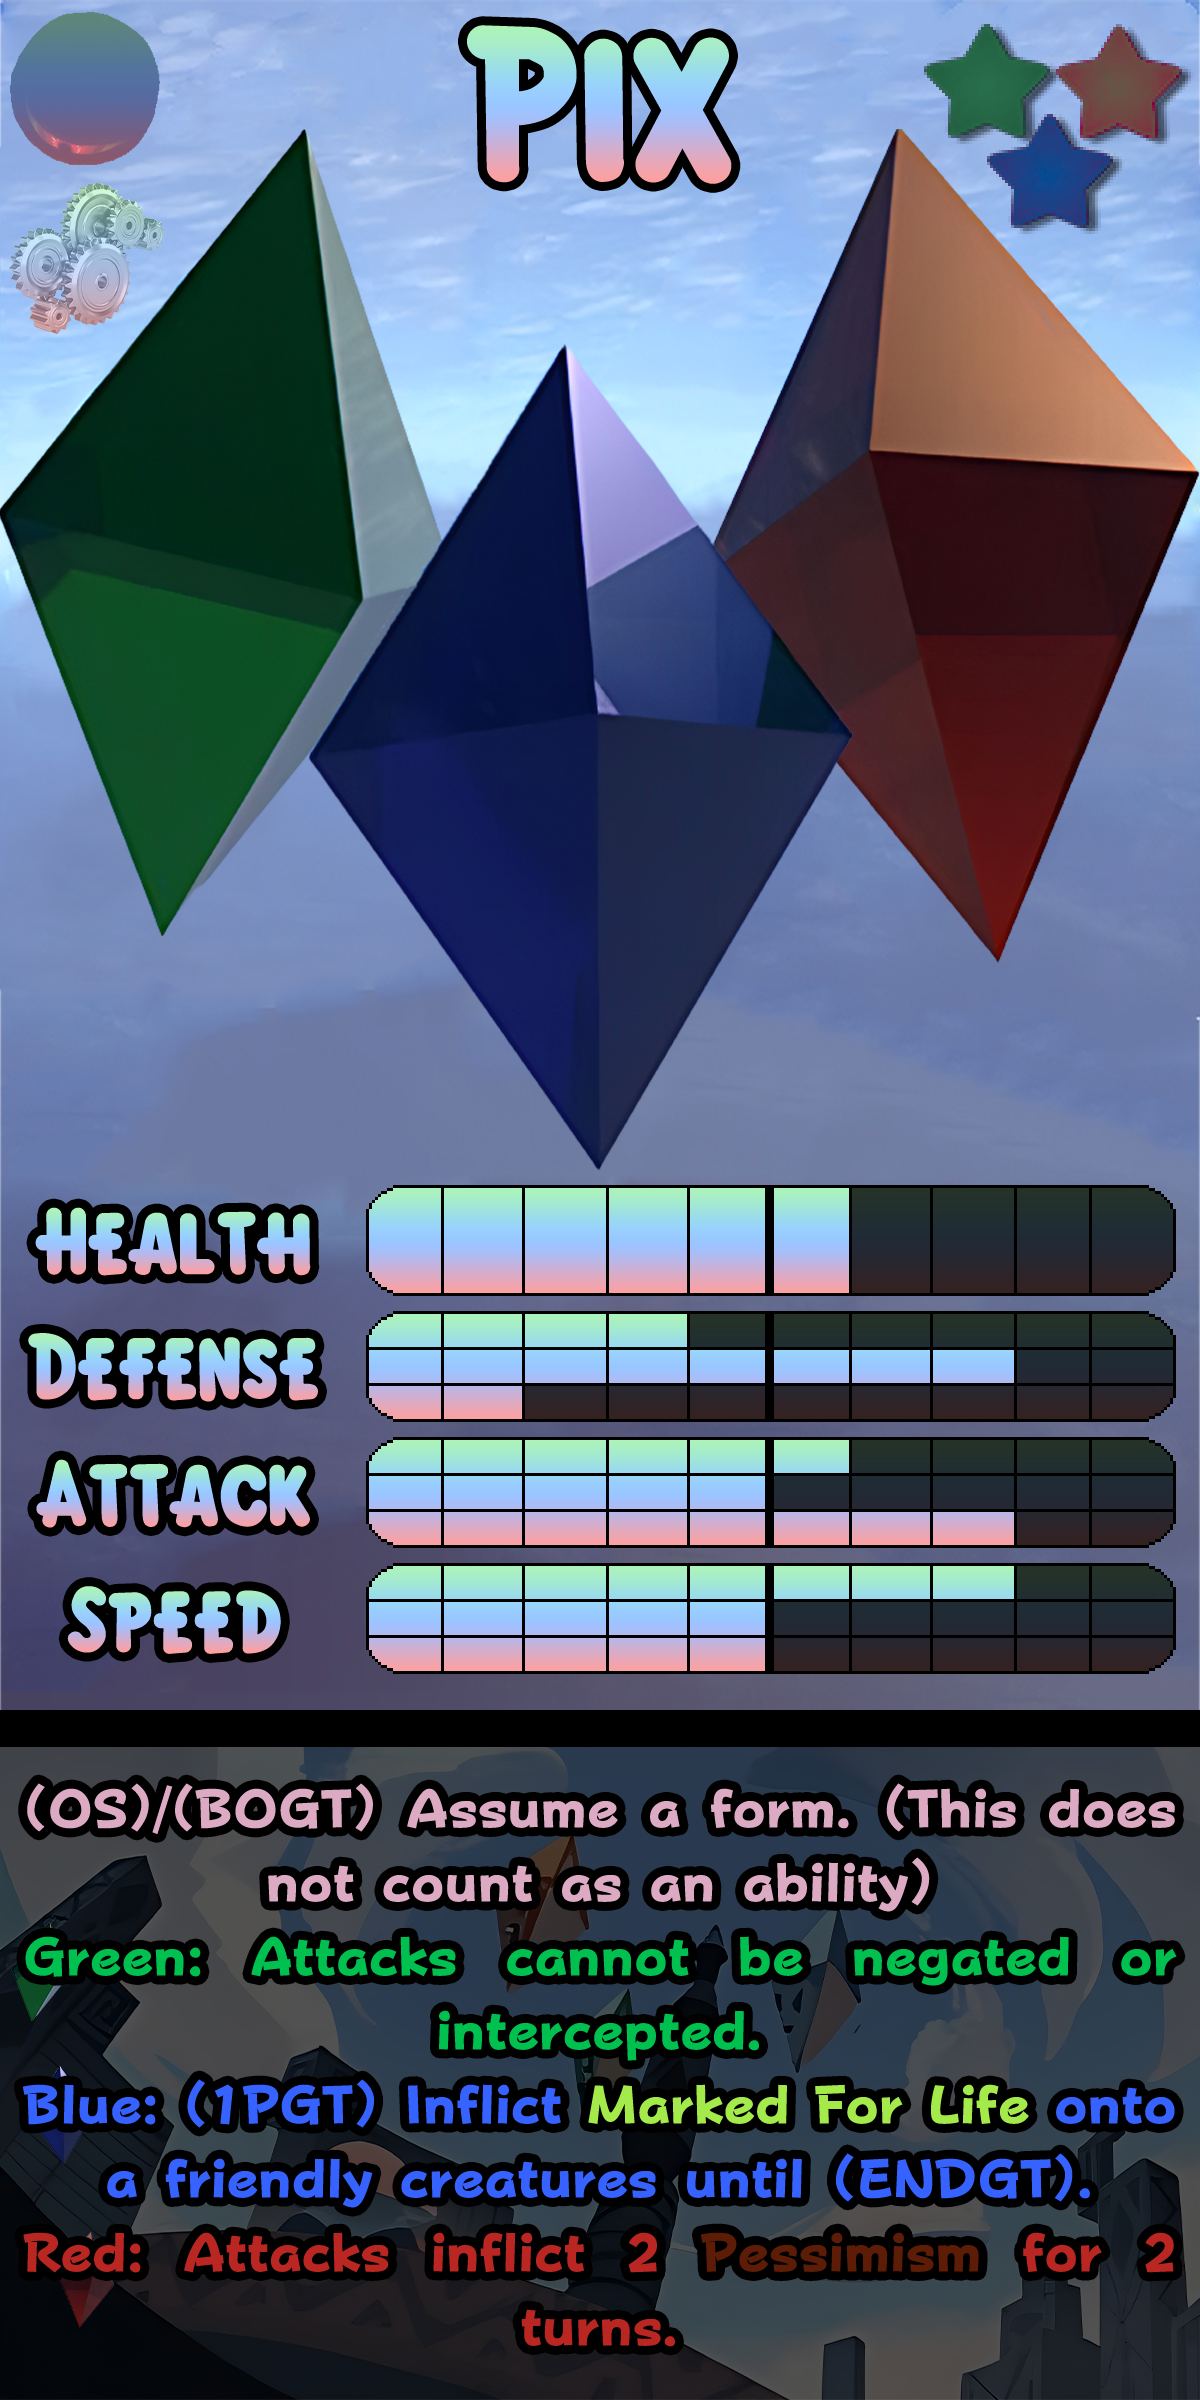 PIX
HEALTH
DEFENSE
ATTACK
SPEED
(OS)/(BOGT) Assume a form. (This does
not count as an ability)
Green: Attacks cannot be negated or
intercepted.
Blue: (1PGT) Inflict Marked For Life onto
a friendly creatures until (ENDGT).
Red: Attacks inflict 2 Pessimism for 2
turns.